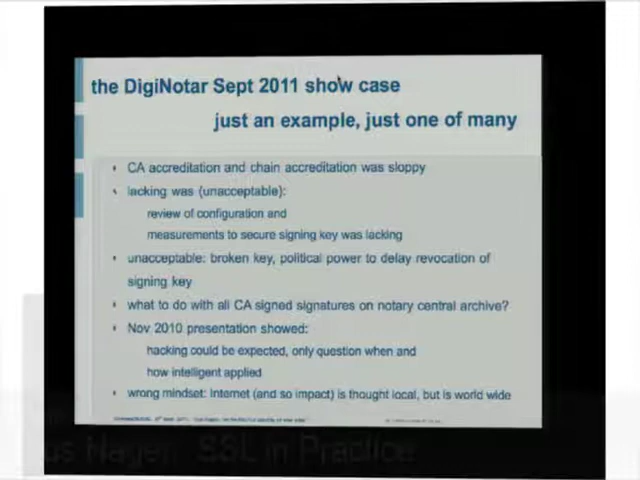 the DigiNotar Sept 2011 show case
just an example, just one of many
CA accreditation and chain accreditation was sloppy
lacking was (unacceptable):
review of configuration and
measurements to secure signing key was lacking
unacceptable: broken key, political power to delay revocation of
signing key
what to do with all CA signed signatures on notary central archive?
Nov 2010 presentation showed:
hacking could be expected, only question when and
how intelligent applied
wrong mindset: Internet (and so impact) is thought local, but is world wide
us Hagen, SSL in Practice